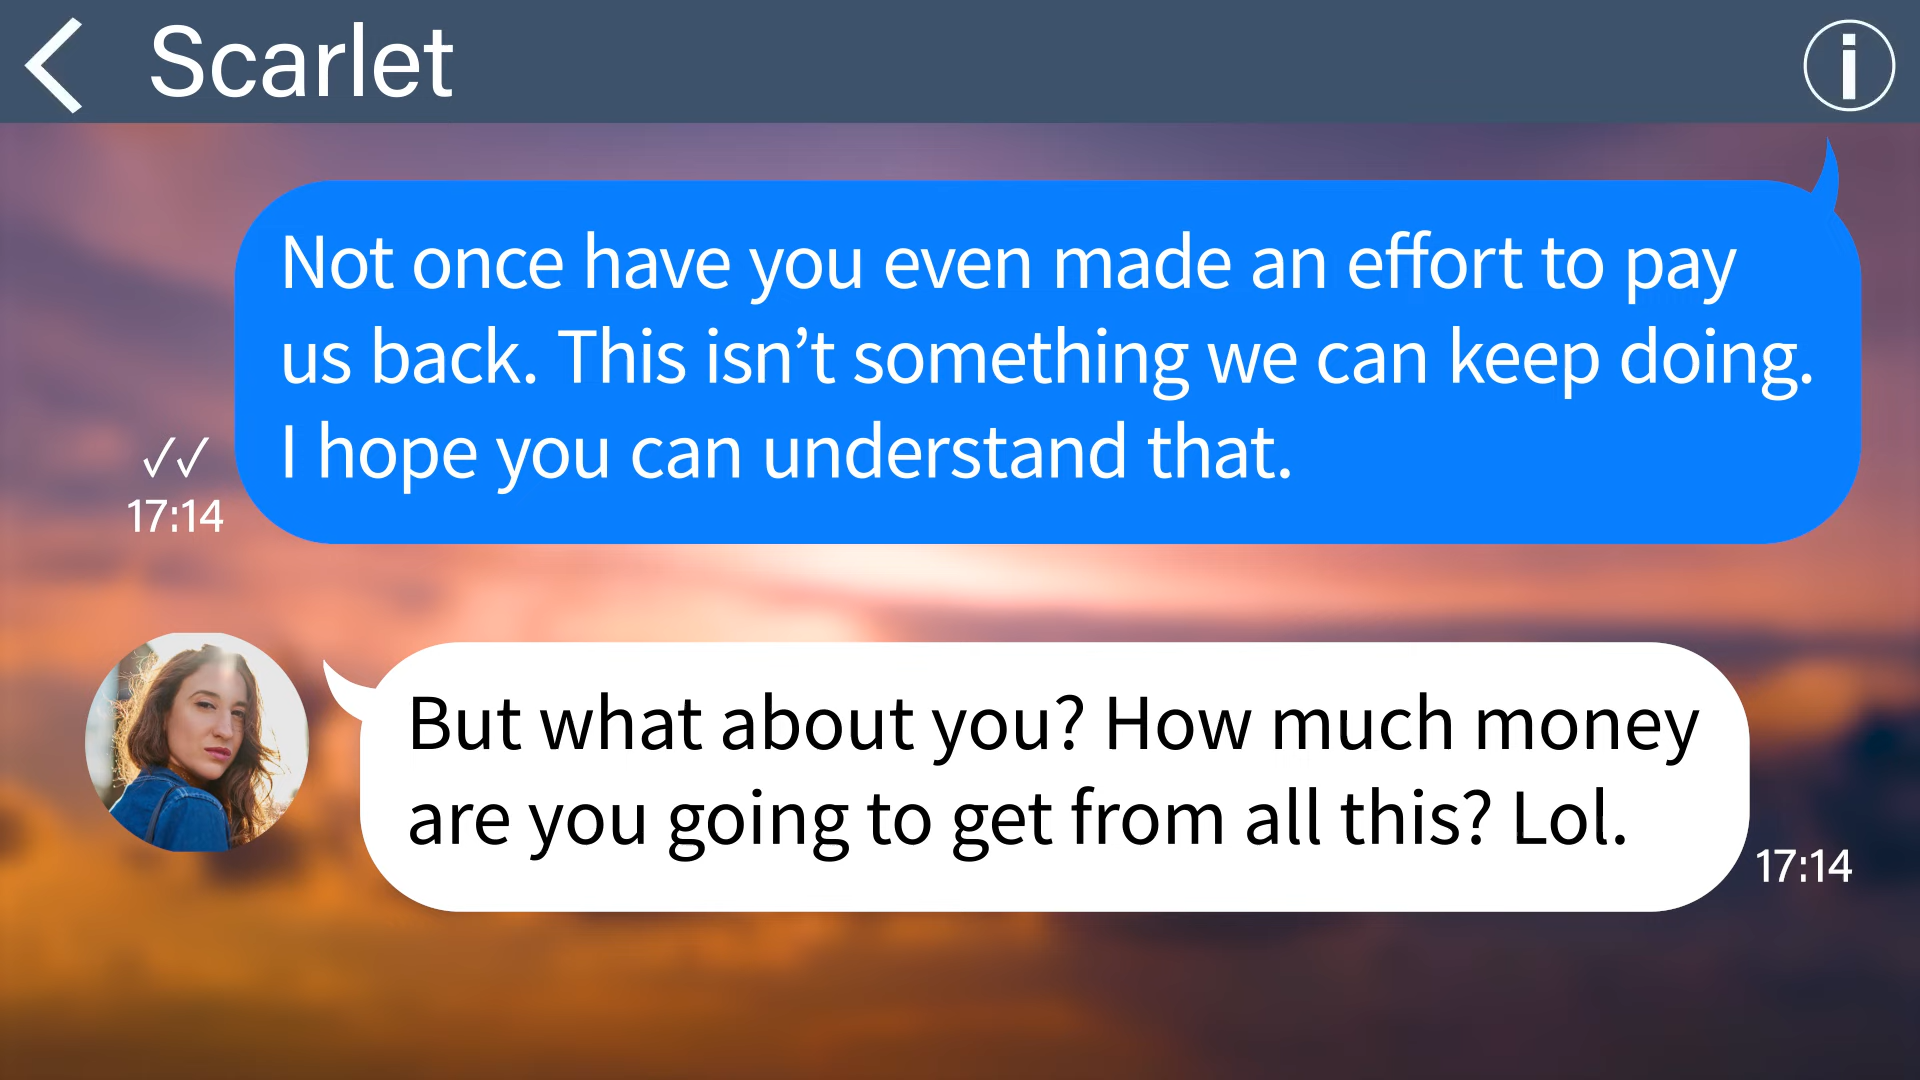 Scarlet
Not once have you even made an effort to pay
us back. This isn’t something we can keep doing.
I hope you can understand that.
17:14
But what about you? How much money
are you going to get from all this? Lol.
17:14